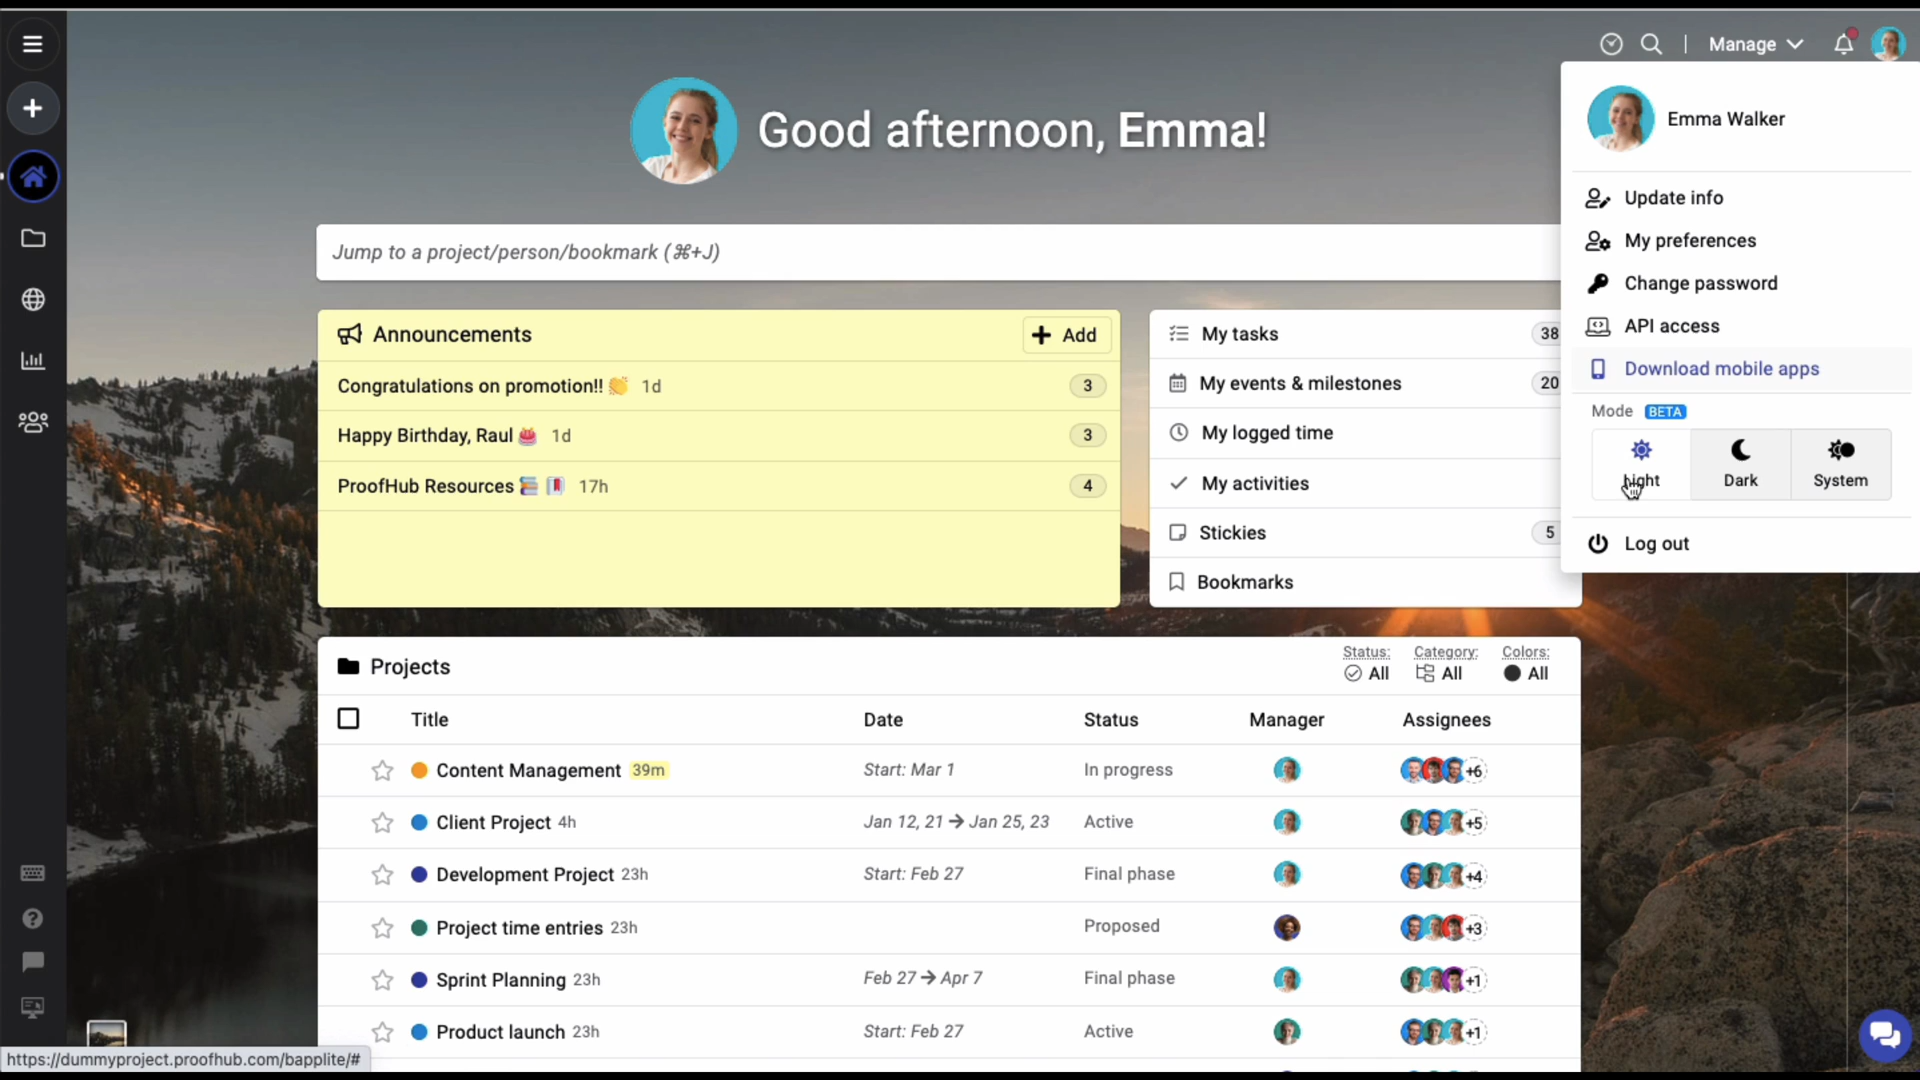 Manage
Good afternoon, Emma!
Emma Walker
Update info
My preferences
Change password
API access
Download mobile apps
Mode BETA
Light Dark System
Log out
Jump to a project/person/bookmark (⌘+J)
Announcements
+ Add
Congratulations on promotion!! 👏 1d 3
Happy Birthday, Raul 🎂 1d 3
ProofHub Resources 📚 🔖 17h 4
My tasks 38
My events & milestones 20
My logged time
My activities
Stickies 5
Bookmarks
Projects
Status: Category: Colors:
All All All
Title Date Status Manager Assignees
Content Management 39m Start: Mar 1 In progress +6
Client Project 4h Jan 12, 21 → Jan 25, 23 Active +5
Development Project 23h Start: Feb 27 Final phase +4
Project time entries 23h Proposed +3
Sprint Planning 23h Feb 27 → Apr 7 Final phase +1
Product launch 23h Start: Feb 27 Active +1
https://dummyproject.proofhub.com/bapplite/#